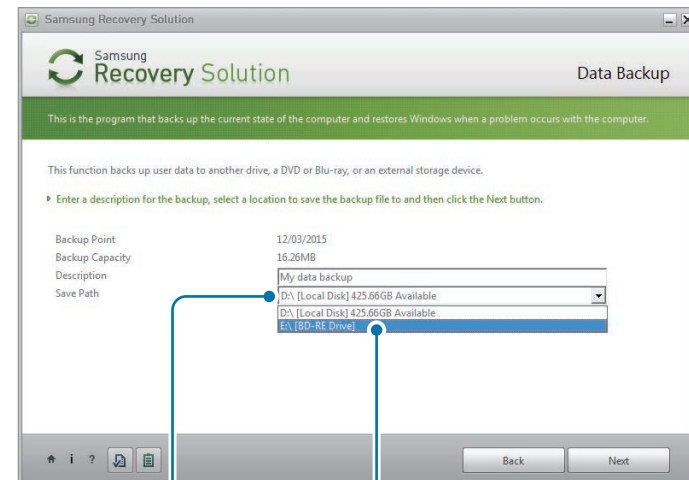 Samsung Recovery Solution
Samsung
Recovery Solution
Data Backup
This is the program that backs up the current state of the computer and restores Windows when a problem occurs with the computer.
This function backs up user data to another drive, a DVD or Blu-ray, or an external storage device.
Enter a description for the backup, select a location to save the backup file to and then click the Next button.
Backup Point 12/03/2015
Backup Capacity 16.26MB
Description My data backup
Save Path D:\ [Local Disk] 425.66GB Available
D:\ [Local Disk] 425.66GB Available
E:\ [BD-RE Drive]
i ? Back Next